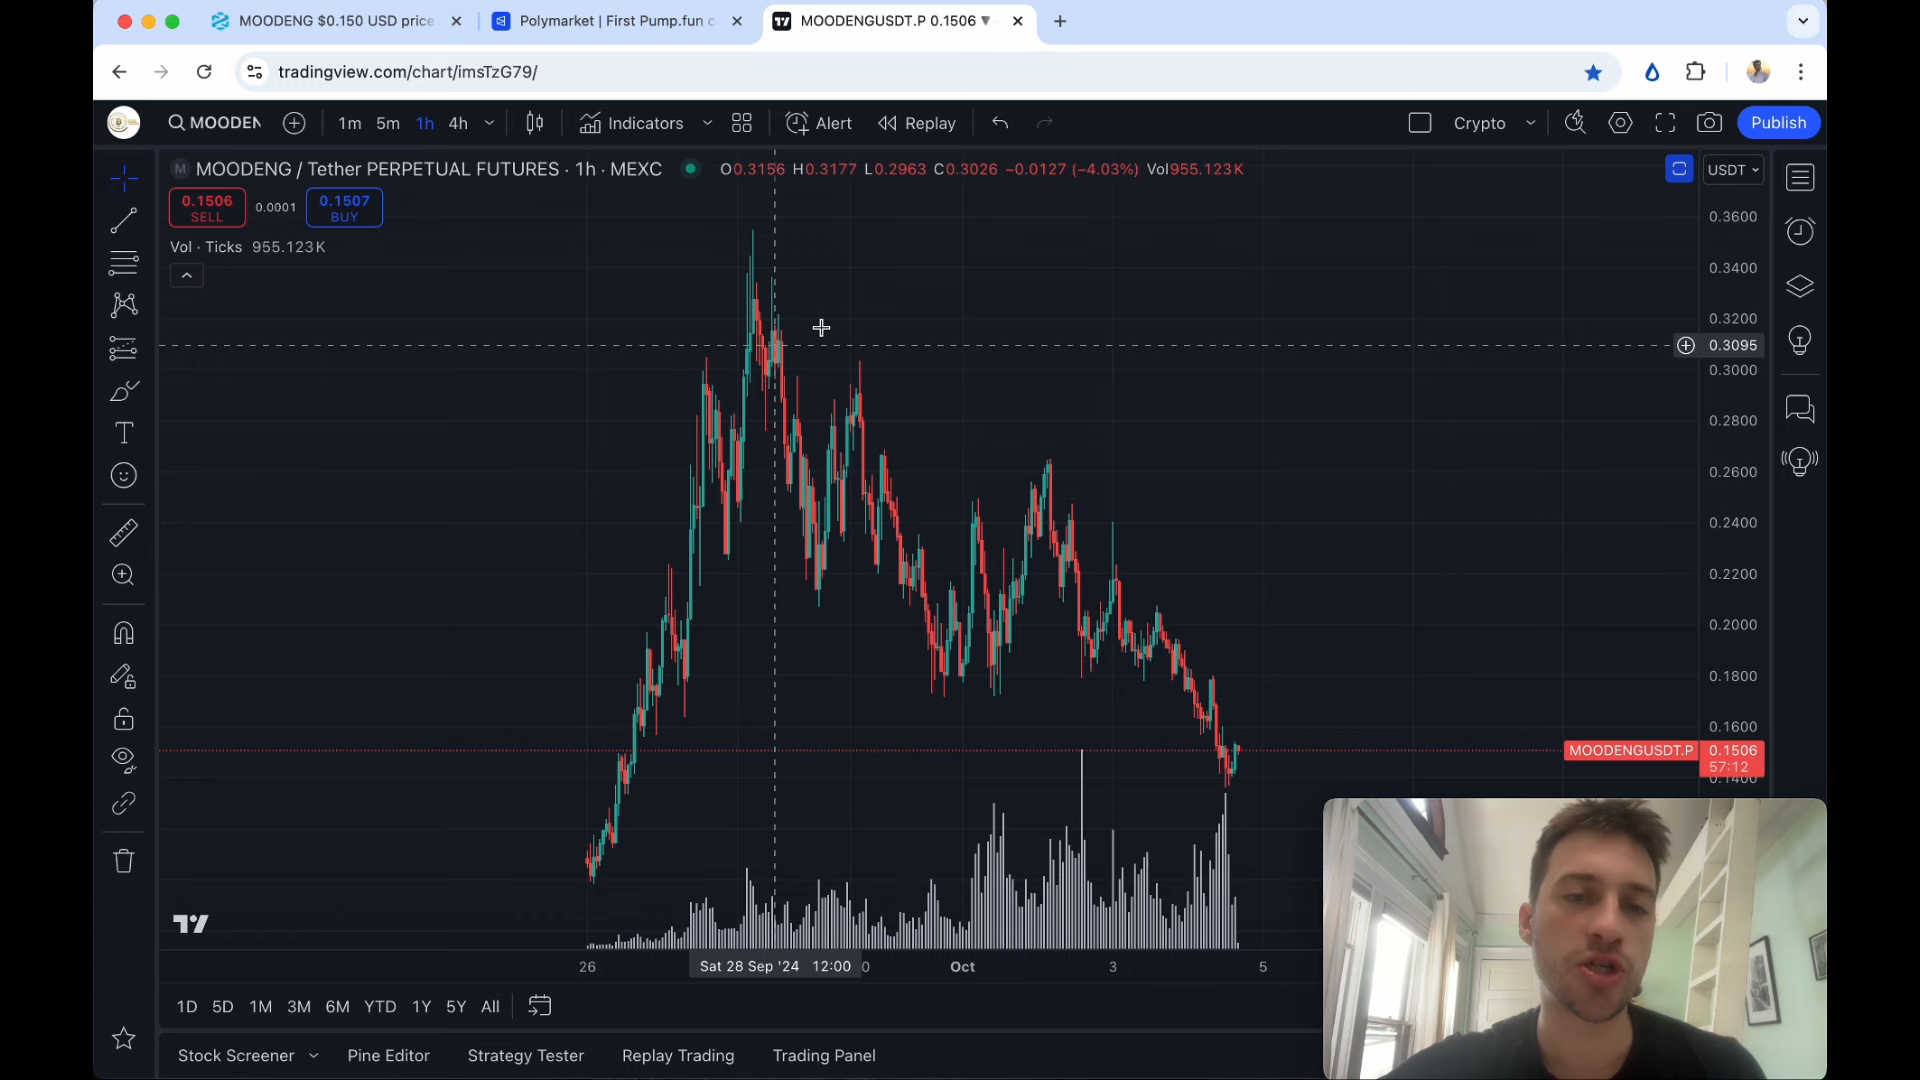 MOODENG $0.150 USD price
Polymarket | First Pump.fun c
MOODENGUSDT.P 0.1506 ▼
tradingview.com/chart/imsTzG79/
MOODEN
1m 5m 1h 4h
Indicators
Alert
Replay
Crypto
Publish
M MOODENG / Tether PERPETUAL FUTURES · 1h · MEXC
O0.3156 H0.3177 L0.2963 C0.3026 −0.0127 (−4.03%) Vol955.123K
USDT
0.1506 SELL
0.0001
0.1507 BUY
Vol · Ticks 955.123K
0.3600
0.3400
0.3200
0.3095
0.3000
0.2800
0.2600
0.2400
0.2200
0.2000
0.1800
0.1600
MOODENGUSDT.P 0.1506
57:12
0.1400
26
Sat 28 Sep '24 12:00
0
Oct
3
5
1D 5D 1M 3M 6M YTD 1Y 5Y All
Stock Screener
Pine Editor
Strategy Tester
Replay Trading
Trading Panel